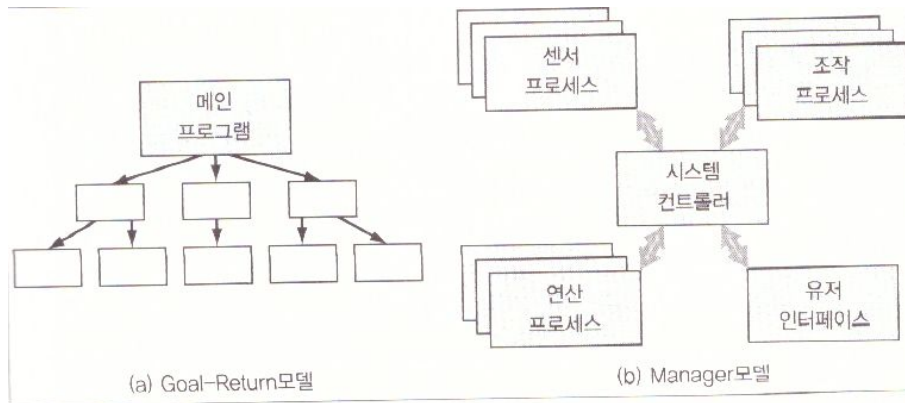 메인
프로그램
(a) Goal-Return모델
센서
프로세스
조작
프로세스
시스템
컨트롤러
연산
프로세스
유저
인터페이스
(b) Manager모델